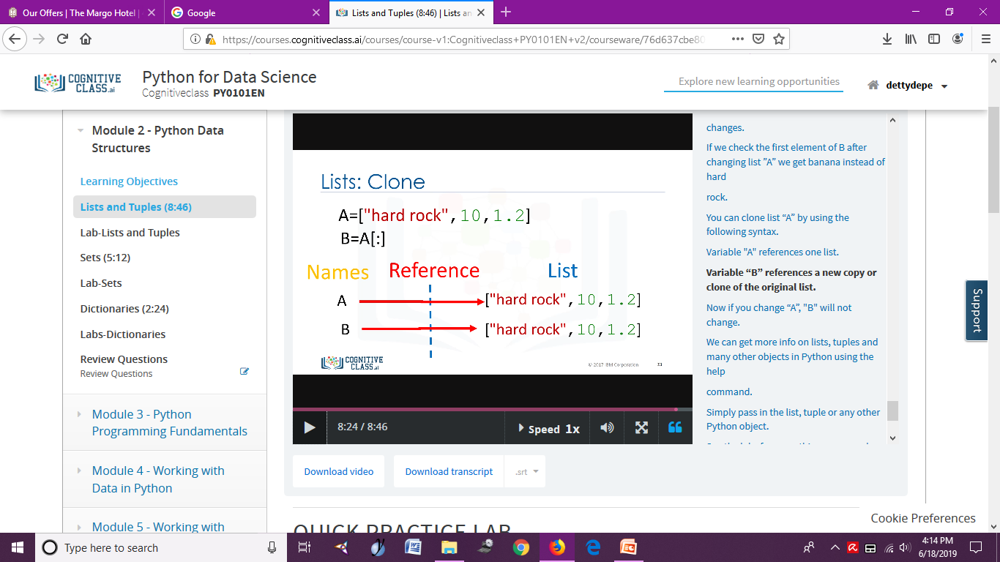 Our Offers | The Margo Hotel |
Google
Lists and Tuples (8:46) | Lists an
https://courses.cognitiveclass.ai/courses/course-v1:Cognitiveclass+PY0101EN+v2/courseware/76d637cbe80
COGNITIVE
CLASS.ai
Python for Data Science
Cognitiveclass PY0101EN
Explore new learning opportunities
dettydepe
Module 2 - Python Data
Structures
Learning Objectives
Lists and Tuples (8:46)
Lab-Lists and Tuples
Sets (5:12)
Lab-Sets
Dictionaries (2:24)
Labs-Dictionaries
Review Questions
Review Questions
Module 3 - Python
Programming Fundamentals
Module 4 - Working with
Data in Python
Module 5 - Working with
Lists: Clone
A=["hard rock",10,1.2]
B=A[:]
Names Reference List
A ["hard rock",10,1.2]
B ["hard rock",10,1.2]
COGNITIVE
CLASS.ai
© 2017 IBM Corporation 33
8:24 / 8:46
Speed 1x
changes.
If we check the first element of B after
changing list ”A” we get banana instead of
hard
rock.
You can clone list “A” by using the
following syntax.
Variable "A" references one list.
Variable “B” references a new copy or
clone of the original list.
Now if you change “A”, "B" will not
change.
We can get more info on lists, tuples and
many other objects in Python using the
help
command.
Simply pass in the list, tuple or any other
Python object.
Download video
Download transcript
.srt
Support
QUICK PRACTICE LAB
Cookie Preferences
Type here to search
4:14 PM
6/18/2019